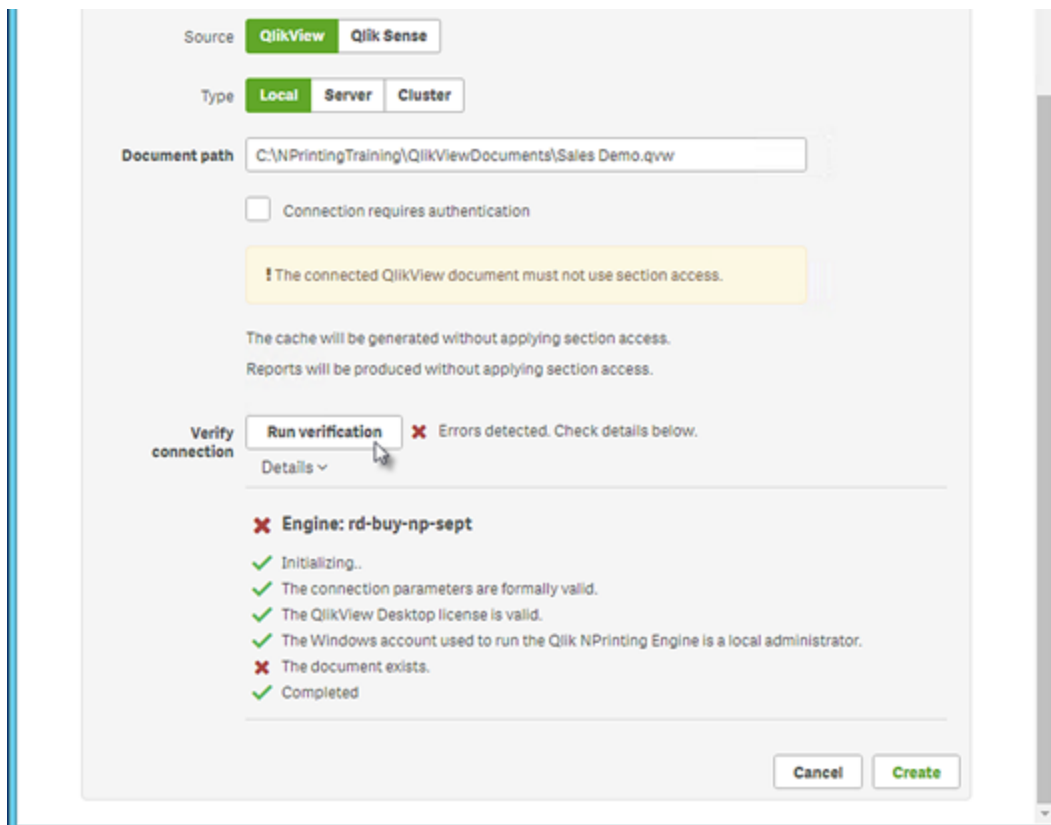 Source QlikView Qlik Sense
Type Local Server Cluster
Document path C:\NPrintingTraining\QlikViewDocuments\Sales Demo.qvw
Connection requires authentication
! The connected QlikView document must not use section access.
The cache will be generated without applying section access.
Reports will be produced without applying section access.
Verify connection Run verification Errors detected. Check details below.
Details
Engine: rd-buy-np-sept
Initializing..
The connection parameters are formally valid.
The QlikView Desktop license is valid.
The Windows account used to run the Qlik NPrinting Engine is a local administrator.
The document exists.
Completed
Cancel Create